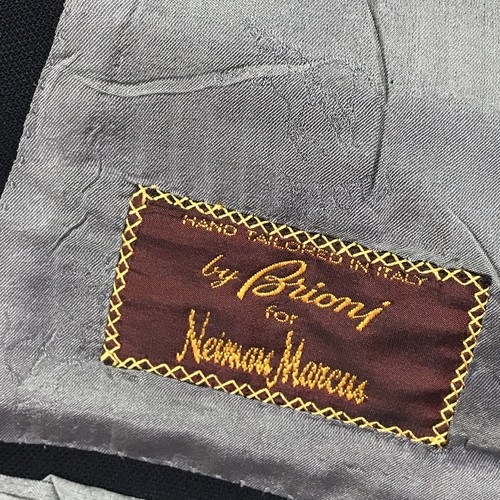 HAND TAILORED IN ITALY
by Brioni
for
Neiman Marcus